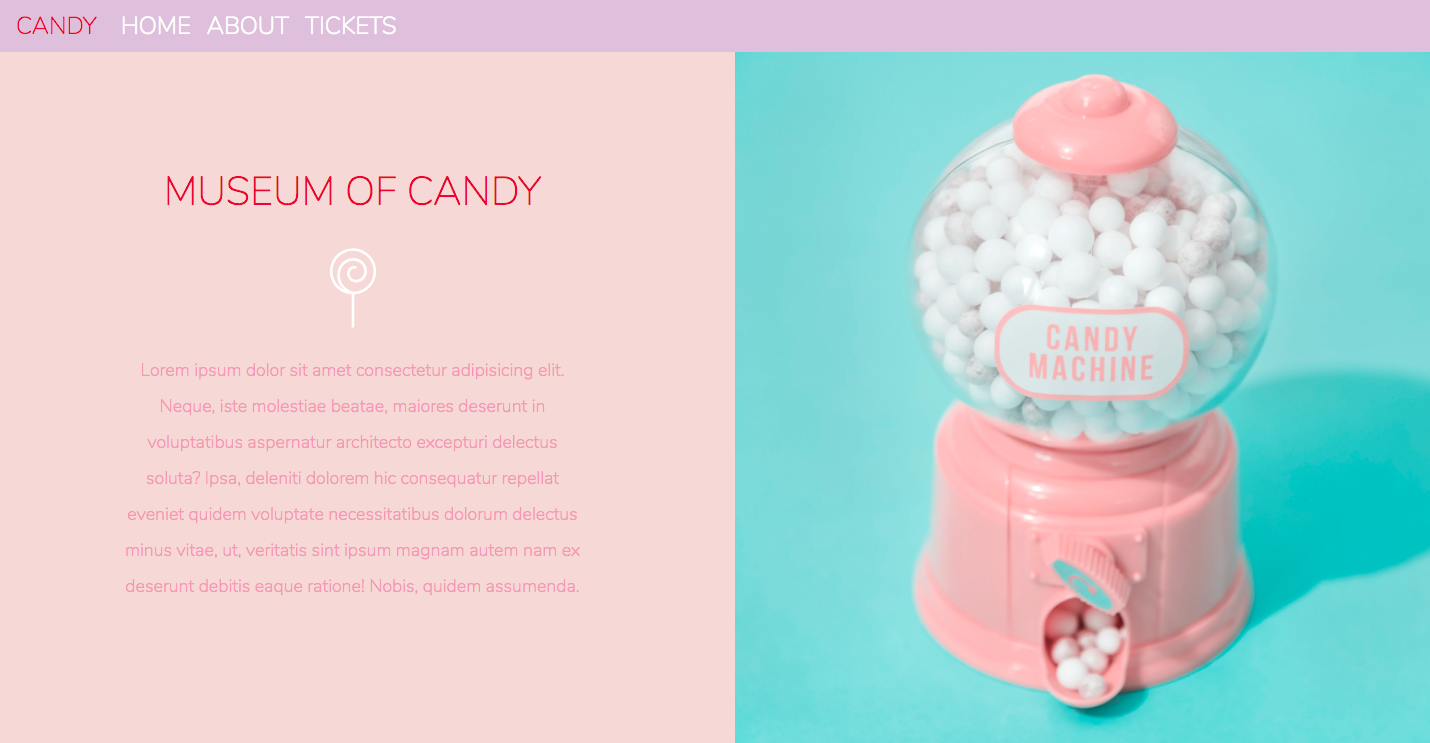 CANDY HOME ABOUT TICKETS
MUSEUM OF CANDY
Lorem ipsum dolor sit amet consectetur adipisicing elit.
Neque, iste molestiae beatae, maiores deserunt in
voluptatibus aspernatur architecto excepturi delectus
soluta? Ipsa, deleniti dolorem hic consequatur repellat
eveniet quidem voluptate necessitatibus dolorum delectus
minus vitae, ut, veritatis sint ipsum magnam autem nam ex
deserunt debitis eaque ratione! Nobis, quidem assumenda.
CANDY
MACHINE